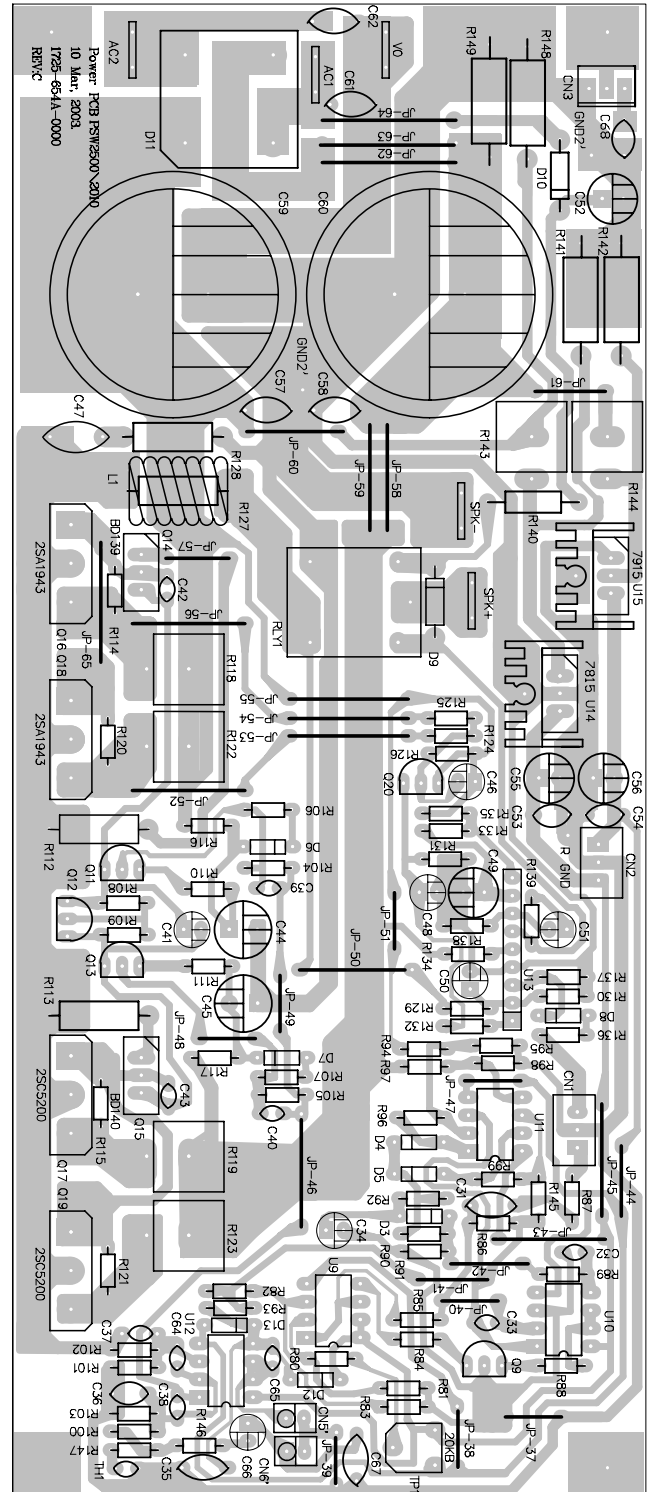 C62
AC2
V0
AC1
C61
R149
R148
CN3
GND2'
C68
Power PCB PSW2500\2010
10 Mar, 2003.
1725-654A-0000
REV:C
D11
JP-64
JP-63
JP-62
D10
C52
C59
C60
R141
R142
GND2'
C57
C58
JP-61
C47
R128
JP-60
JP-59
JP-58
R143
R144
L1
R127
SPK-
R140
2SA1943
BD139
Q14
JP-57
C42
7915 U15
RLY1
D9
SPK+
Q16 Q18
JP-65
R114
JP-56
R118
7815 U14
2SA1943
R120
R122
JP-55
JP-54
JP-53
R125
R124
R126
Q20
C46
C55
C56
JP-52
R106
R116
R112
D6
R104
R135
R133
C53
C54
R131
R GND
CN2
Q11
R108
R110
C39
C49
R139
Q12
R109
C41
C44
JP-51
C48
R138
C51
Q13
R111
JP-50
R134
C50
U13
R137
R130
D8
R136
R113
C45
JP-49
R129
R132
JP-48
R117
D7
R107
R105
R94
R97
R95
R98
2SC5200
BD140
R115
Q15
C43
C40
JP-47
U11
CN1
R96
D4
Q17 Q19
R119
JP-46
D5
R99
JP-45
JP-44
R92
C31
R145
R87
2SC5200
R121
R123
C34
D3
R90
R91
R86
JP-43
C32
U9
JP-42
JP-41
JP-40
R89
R82
R93
D13
R85
R84
C33
U10
C37
R102
R101
C64
U12
R80
D12
Q9
R88
C36
R103
R100
R147
C38
R146
C65
CN5'
R83
R81
JP-38
JP-37
TH1
C35
C66
CN6'
JP-39
C67
20KB
TP1